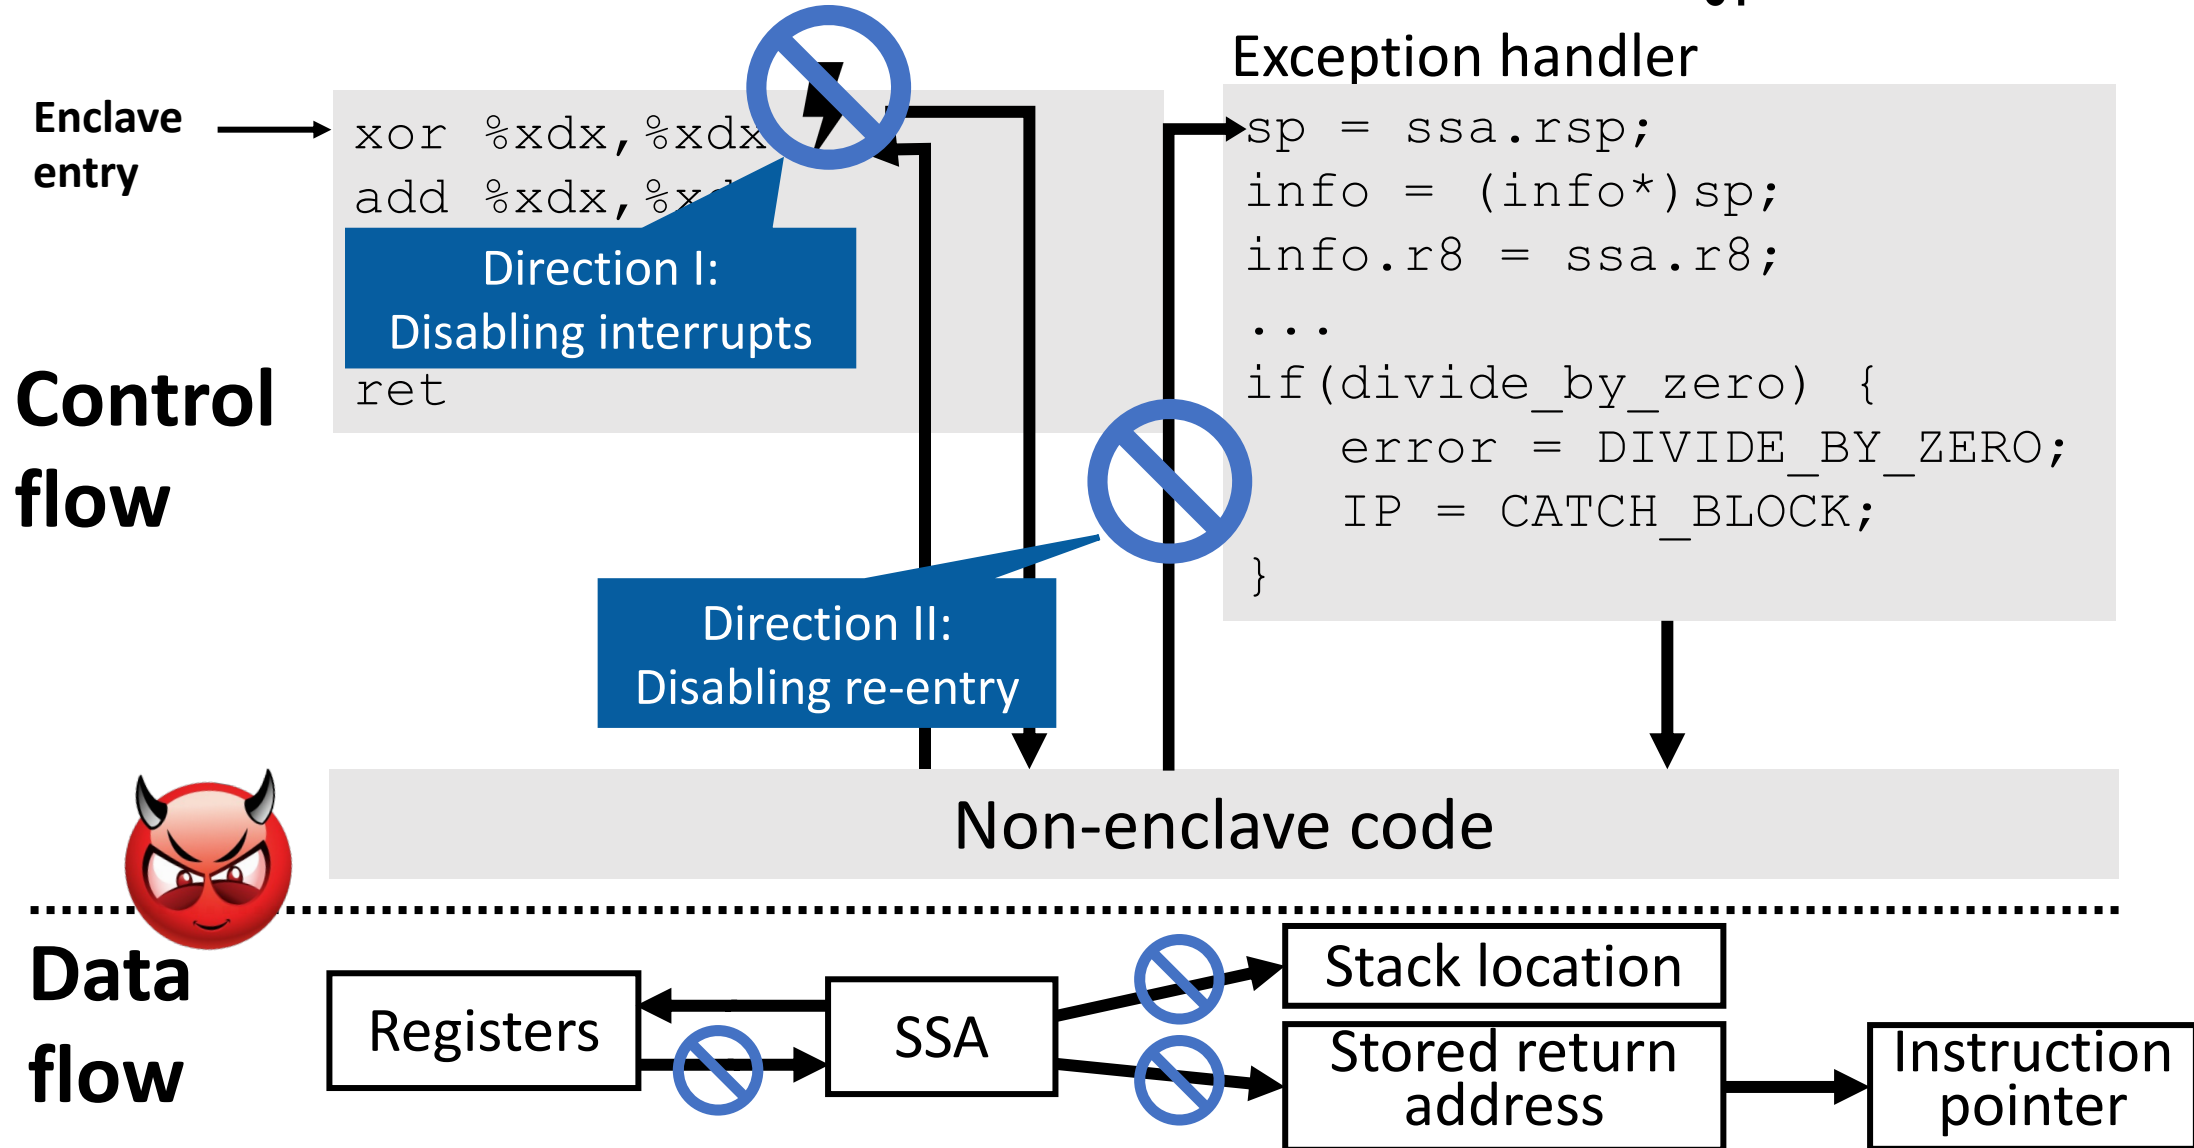 Exception handler
Enclave
entry
xor %xdx,%xdx
add %xdx,
Direction I:
Disabling interrupts
ret
sp = ssa.rsp;
info = (info*)sp;
info.r8 = ssa.r8;
...
if(divide_by_zero) {
error = DIVIDE_BY_ZERO;
IP = CATCH_BLOCK;
}
Control
flow
Direction II:
Disabling re-entry
Non-enclave code
Data
flow
Registers
SSA
Stack location
Stored return
address
Instruction
pointer